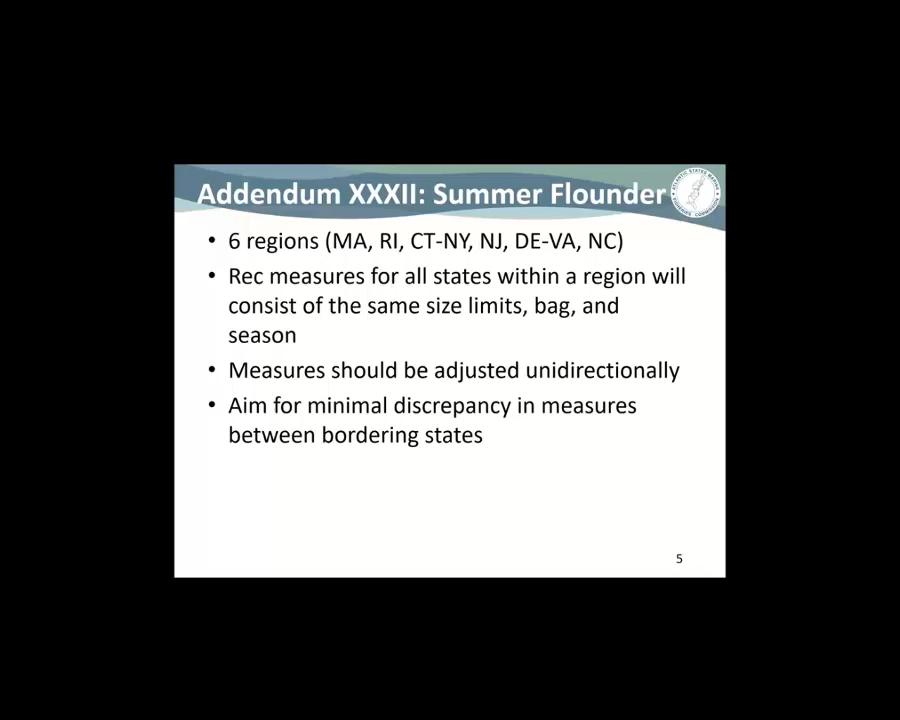 Addendum XXXII: Summer Flounder
• 6 regions (MA, RI, CT-NY, NJ, DE-VA, NC)
• Rec measures for all states within a region will
consist of the same size limits, bag, and
season
• Measures should be adjusted unidirectionally
• Aim for minimal discrepancy in measures
between bordering states
5